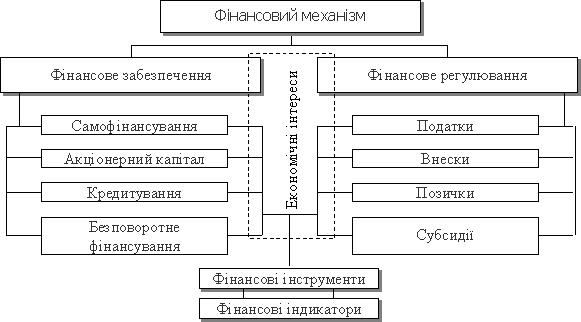 Фінансовий механізм
Фінансове забезпечення
Фінансове регулювання
Економічні інтереси
Самофінансування
Податки
Акціонерний капітал
Внески
Кредитування
Позички
Безповоротне
фінансування
Субсидії
Фінансові інструменти
Фінансові індикатори